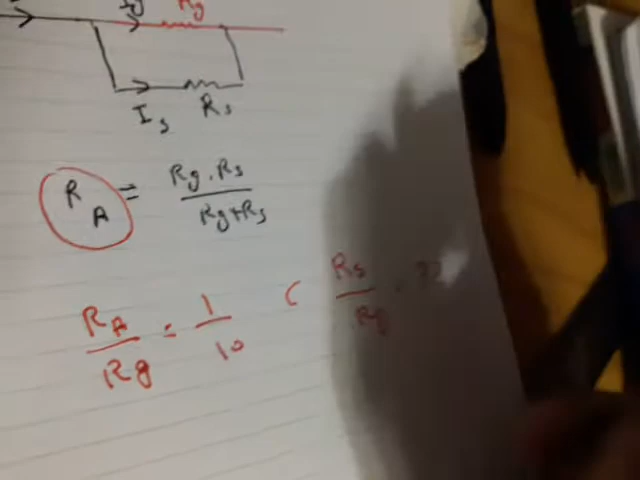 Ig Rg
Is Rs
RA = Rg . Rs / Rg + Rs
RA / Rg = 1 / 10 ( Rs / Rg